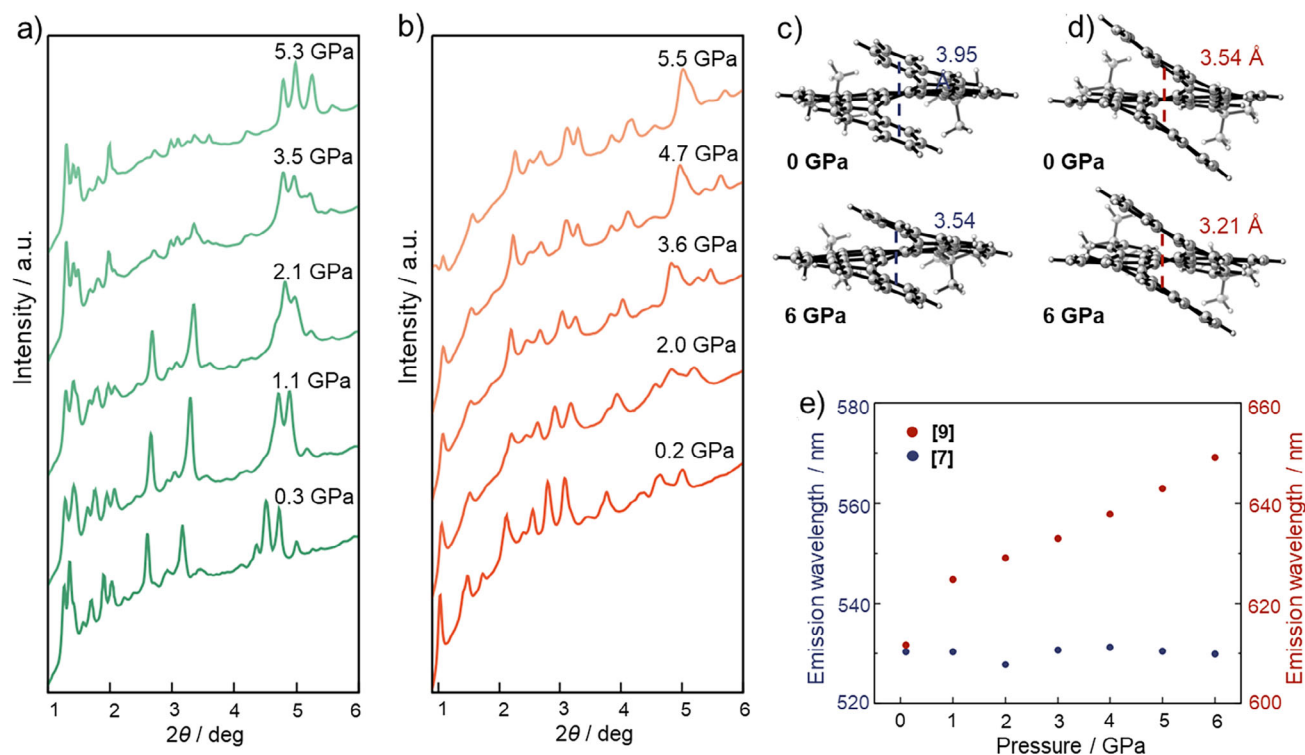 a)
5.3 GPa
3.5 GPa
2.1 GPa
1.1 GPa
0.3 GPa
Intensity / a.u.
1 2 3 4 5 6
2θ / deg
b)
5.5 GPa
4.7 GPa
3.6 GPa
2.0 GPa
0.2 GPa
Intensity / a.u.
1 2 3 4 5 6
2θ / deg
c)
3.95
0 GPa
3.54
6 GPa
d)
3.54 Å
0 GPa
3.21 Å
6 GPa
e)
[9]
[7]
580
560
540
520
Emission wavelength / nm
660
640
620
600
Emission wavelength / nm
0 1 2 3 4 5 6
Pressure / GPa